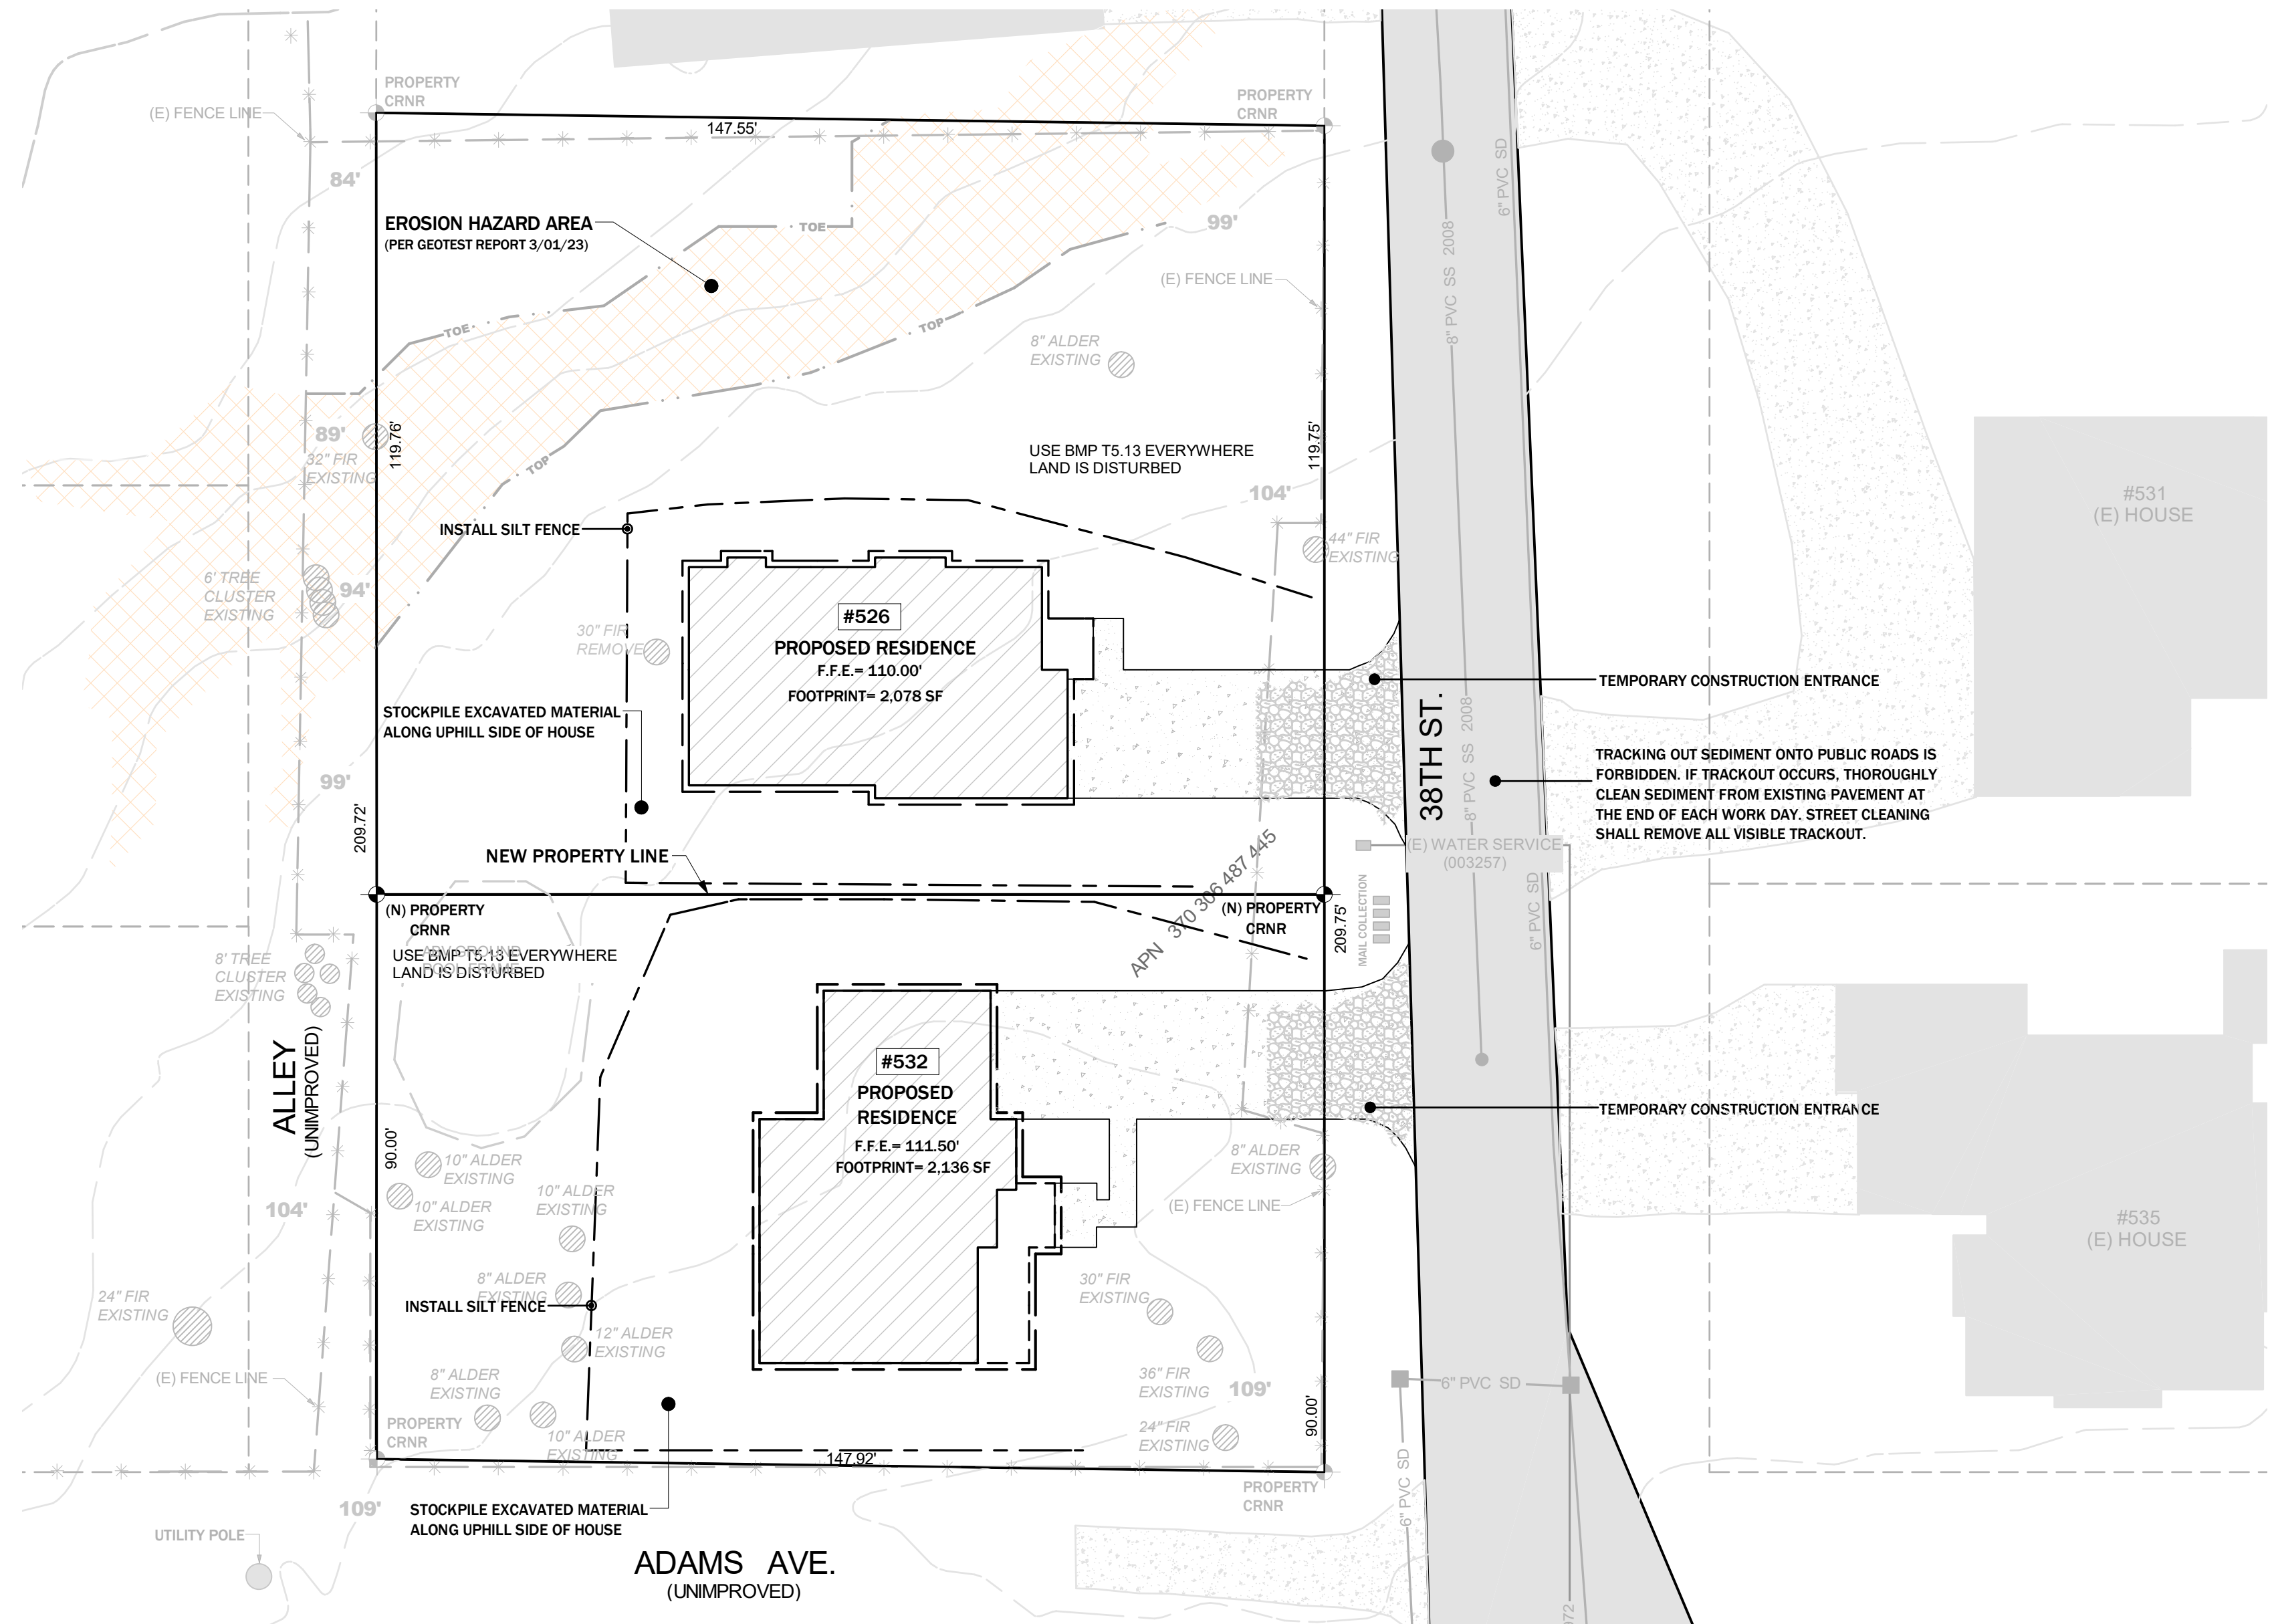 PROPERTY
CRNR
PROPERTY
CRNR
(E) FENCE LINE
147.55'
6" PVC SD
84'
EROSION HAZARD AREA
(PER GEOTEST REPORT 3/01/23)
TOE
99'
8" PVC SS 2008
(E) FENCE LINE
TOE
TOP
8" ALDER
EXISTING
89'
119.76'
32" FIR
EXISTING
TOP
USE BMP T5.13 EVERYWHERE
LAND IS DISTURBED
119.75'
104'
#531
(E) HOUSE
INSTALL SILT FENCE
44" FIR
EXISTING
6' TREE
CLUSTER
EXISTING
94'
30" FIR
REMOVE
#526
PROPOSED RESIDENCE
F.F.E.= 110.00'
FOOTPRINT= 2,078 SF
TEMPORARY CONSTRUCTION ENTRANCE
STOCKPILE EXCAVATED MATERIAL
ALONG UPHILL SIDE OF HOUSE
38TH ST.
8" PVC SS 2008
TRACKING OUT SEDIMENT ONTO PUBLIC ROADS IS
FORBIDDEN. IF TRACKOUT OCCURS, THOROUGHLY
CLEAN SEDIMENT FROM EXISTING PAVEMENT AT
THE END OF EACH WORK DAY. STREET CLEANING
SHALL REMOVE ALL VISIBLE TRACKOUT.
99'
209.72'
NEW PROPERTY LINE
(E) WATER SERVICE
(003257)
APN 370 306 487 445
(N) PROPERTY
CRNR
(N) PROPERTY
CRNR
209.75'
MAIL COLLECTION
6" PVC SD
ABV GROUND
POOL FRAME
USE BMP T5.13 EVERYWHERE
LAND IS DISTURBED
8' TREE
CLUSTER
EXISTING
ALLEY
(UNIMPROVED)
#532
PROPOSED
RESIDENCE
F.F.E.= 111.50'
FOOTPRINT= 2,136 SF
TEMPORARY CONSTRUCTION ENTRANCE
90.00'
10" ALDER
EXISTING
10" ALDER
EXISTING
10" ALDER
EXISTING
8" ALDER
EXISTING
(E) FENCE LINE
104'
#535
(E) HOUSE
24" FIR
EXISTING
8" ALDER
EXISTING
INSTALL SILT FENCE
30" FIR
EXISTING
12" ALDER
EXISTING
(E) FENCE LINE
8" ALDER
EXISTING
36" FIR
EXISTING
109'
6" PVC SD
90.00'
PROPERTY
CRNR
10" ALDER
EXISTING
24" FIR
EXISTING
147.92'
6" PVC SD
PROPERTY
CRNR
109'
STOCKPILE EXCAVATED MATERIAL
ALONG UPHILL SIDE OF HOUSE
UTILITY POLE
ADAMS AVE.
(UNIMPROVED)